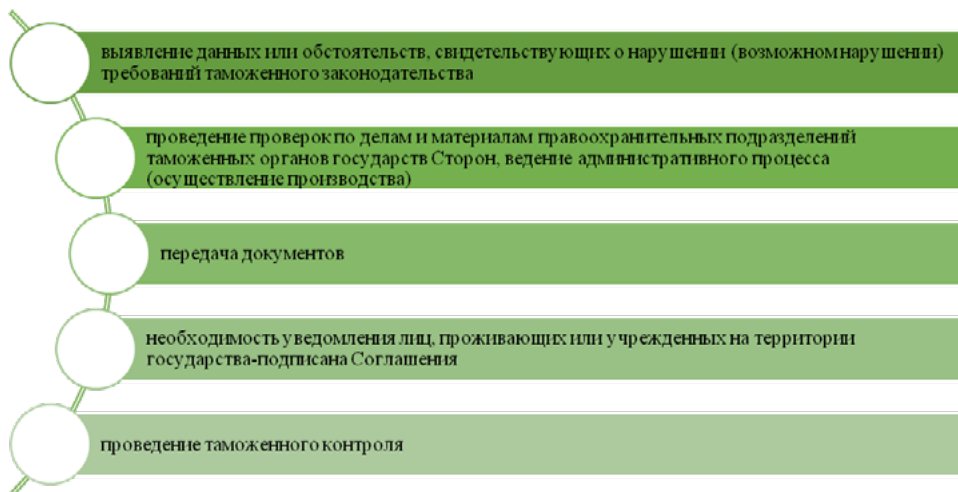 выявление данных или обстоятельств, свидетельствующих о нарушении (возможном нарушении)
требований таможенного законодательства
проведение проверок по делам и материалам правоохранительных подразделений
таможенных органов государств Сторон, ведение административного процесса
(осуществление производства)
передача документов
необходимость уведомления лиц, проживающих или учрежденных на территории
государства-подписана Соглашения
проведение таможенного контроля